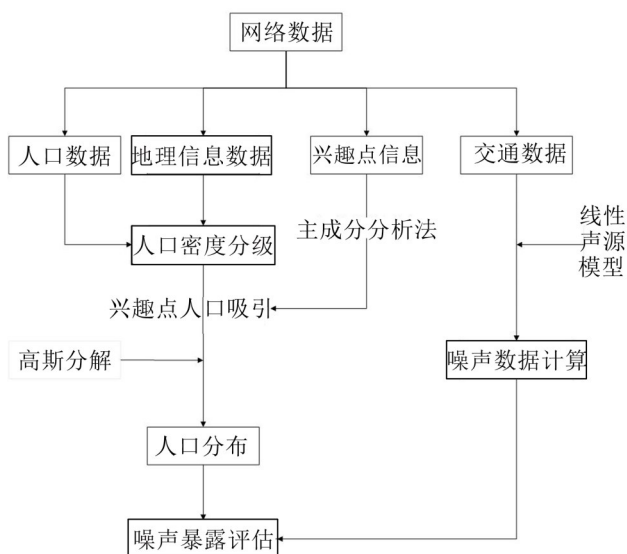 网络数据
人口数据
地理信息数据
兴趣点信息
交通数据
主成分分析法
线性
声源
模型
人口密度分级
兴趣点人口吸引
高斯分解
噪声数据计算
人口分布
噪声暴露评估